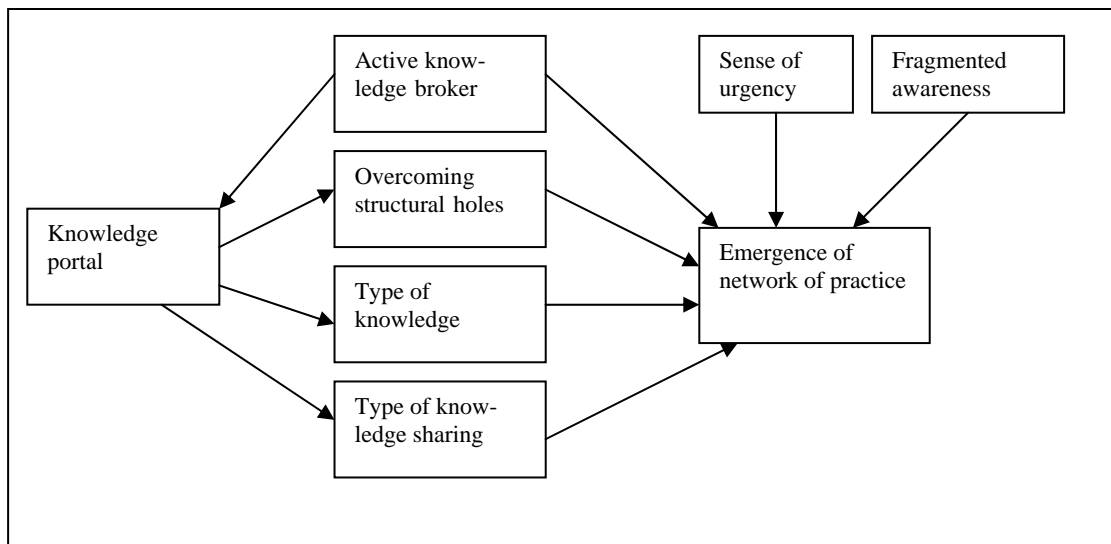 Active know-
ledge broker
Sense of
urgency
Fragmented
awareness
Overcoming
structural holes
Knowledge
portal
Emergence of
network of practice
Type of
knowledge
Type of know-
ledge sharing